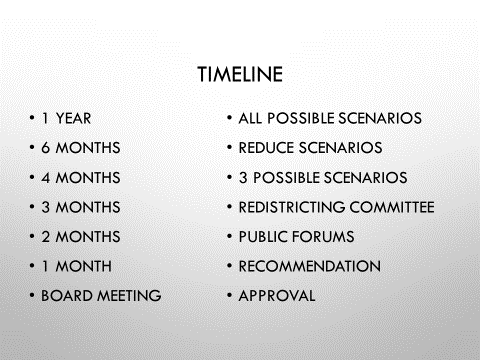 TIMELINE
• 1 YEAR
• 6 MONTHS
• 4 MONTHS
• 3 MONTHS
• 2 MONTHS
• 1 MONTH
• BOARD MEETING
• ALL POSSIBLE SCENARIOS
• REDUCE SCENARIOS
• 3 POSSIBLE SCENARIOS
• REDISTRICTING COMMITTEE
• PUBLIC FORUMS
• RECOMMENDATION
• APPROVAL